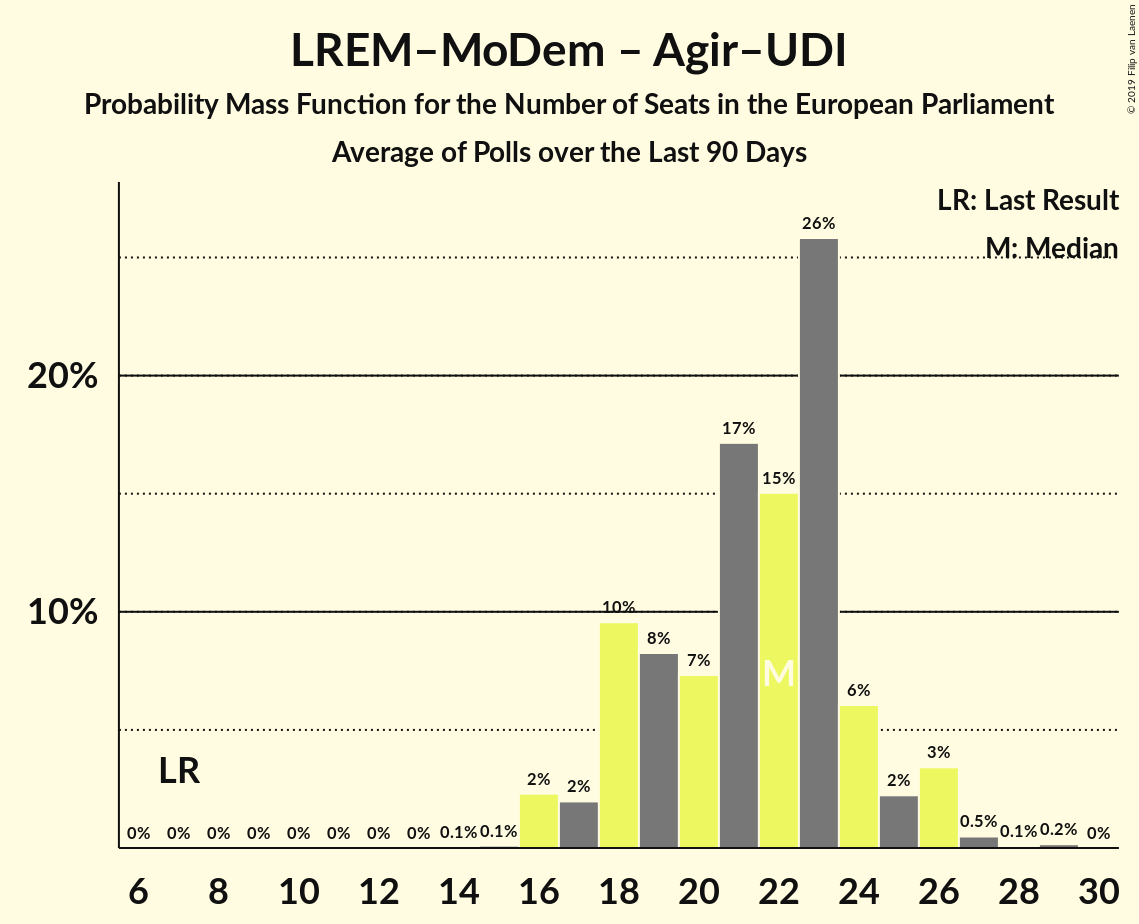 LREM–MoDem – Agir–UDI
Probability Mass Function for the Number of Seats in the European Parliament
Average of Polls over the Last 90 Days
© 2019 Filip van Laenen
LR: Last Result
M: Median
20%
10%
0% 0% 0% 0% 0% 0% 0% 0% 0.1% 0.1% 2% 2% 10% 8% 7% 17% 15% 26% 6% 2% 3% 0.5% 0.1% 0.2% 0%
LR
M
6 8 10 12 14 16 18 20 22 24 26 28 30